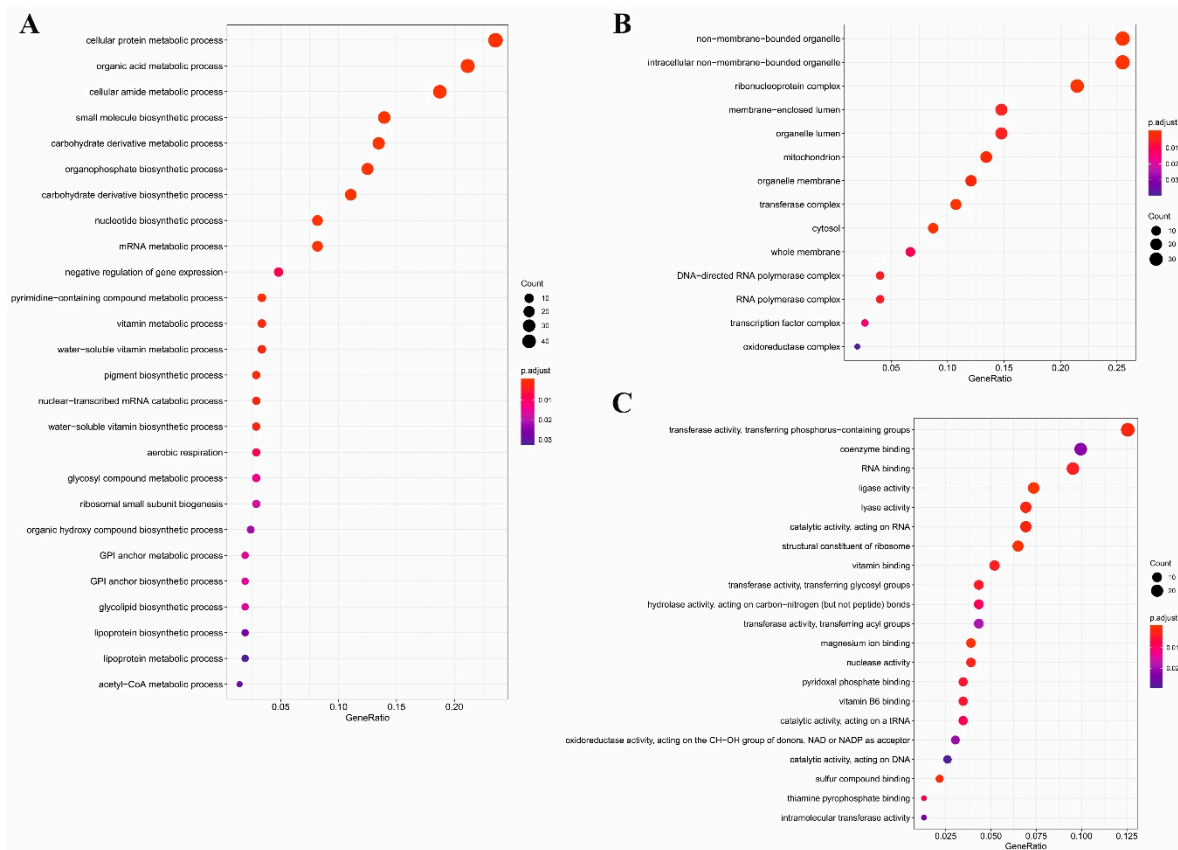 A
cellular protein metabolic process
organic acid metabolic process
cellular amide metabolic process
small molecule biosynthetic process
carbohydrate derivative metabolic process
organophosphate biosynthetic process
carbohydrate derivative biosynthetic process
nucleotide biosynthetic process
mRNA metabolic process
negative regulation of gene expression
pyrimidine-containing compound metabolic process
vitamin metabolic process
water-soluble vitamin metabolic process
pigment biosynthetic process
nuclear-transcribed mRNA catabolic process
water-soluble vitamin biosynthetic process
aerobic respiration
glycosyl compound metabolic process
ribosomal small subunit biogenesis
organic hydroxy compound biosynthetic process
GPI anchor metabolic process
GPI anchor biosynthetic process
glycolipid biosynthetic process
lipoprotein biosynthetic process
lipoprotein metabolic process
acetyl-CoA metabolic process
0.05 0.10 0.15 0.20
GeneRatio
Count
10
20
30
40
p.adjust
0.01
0.02
0.03
B
non-membrane-bounded organelle
intracellular non-membrane-bounded organelle
ribonucleoprotein complex
membrane-enclosed lumen
organelle lumen
mitochondrion
organelle membrane
transferase complex
cytosol
whole membrane
DNA-directed RNA polymerase complex
RNA polymerase complex
transcription factor complex
oxidoreductase complex
0.05 0.10 0.15 0.20 0.25
GeneRatio
p.adjust
0.01
0.02
0.03
Count
10
20
30
C
transferase activity, transferring phosphorus-containing groups
coenzyme binding
RNA binding
ligase activity
lyase activity
catalytic activity, acting on RNA
structural constituent of ribosome
vitamin binding
transferase activity, transferring glycosyl groups
hydrolase activity, acting on carbon-nitrogen (but not peptide) bonds
transferase activity, transferring acyl groups
magnesium ion binding
nuclease activity
pyridoxal phosphate binding
vitamin B6 binding
catalytic activity, acting on a tRNA
oxidoreductase activity, acting on the CH-OH group of donors, NAD or NADP as acceptor
catalytic activity, acting on DNA
sulfur compound binding
thiamine pyrophosphate binding
intramolecular transferase activity
0.025 0.050 0.075 0.100 0.125
GeneRatio
Count
10
20
p.adjust
0.01
0.02